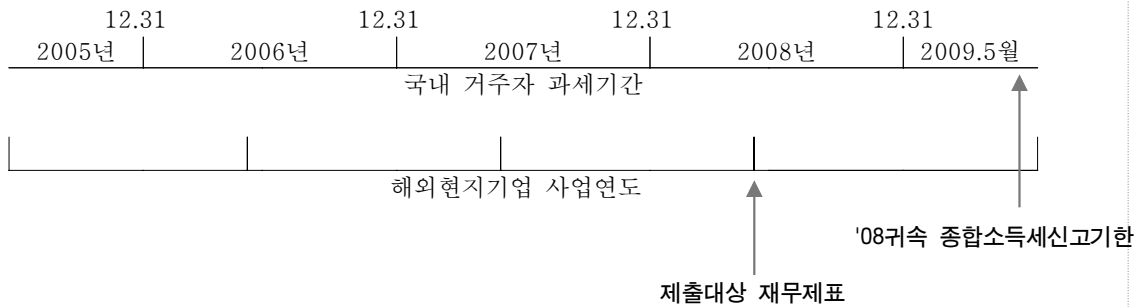 12.31 12.31 12.31 12.31
2005년 2006년 2007년 2008년 2009.5월
국내 거주자 과세기간
해외현지기업 사업연도
'08귀속 종합소득세신고기한
제출대상 재무제표